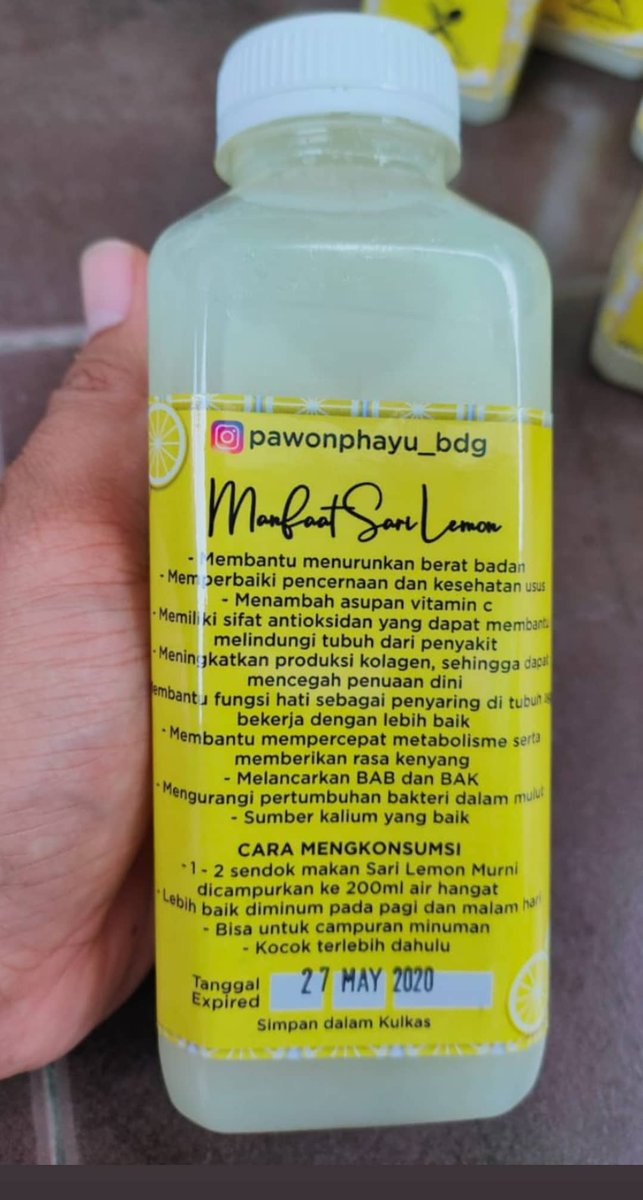 pawonphayu_bdg
Manfaat Sari Lemon
- Membantu menurunkan berat badan
- Memperbaiki pencernaan dan kesehatan usus
- Menambah asupan vitamin c
- Memiliki sifat antioksidan yang dapat membantu
melindungi tubuh dari penyakit
- Meningkatkan produksi kolagen, sehingga dapat
mencegah penuaan dini
embantu fungsi hati sebagai penyaring di tubuh
bekerja dengan lebih baik
- Membantu mempercepat metabolisme serta
memberikan rasa kenyang
- Melancarkan BAB dan BAK
- Mengurangi pertumbuhan bakteri dalam mulut
- Sumber kalium yang baik
CARA MENGKONSUMSI
- 1 - 2 sendok makan Sari Lemon Murni
dicampurkan ke 200ml air hangat
- Lebih baik diminum pada pagi dan malam hari
- Bisa untuk campuran minuman
- Kocok terlebih dahulu
Tanggal
Expired
27 MAY 2020
Simpan dalam Kulkas